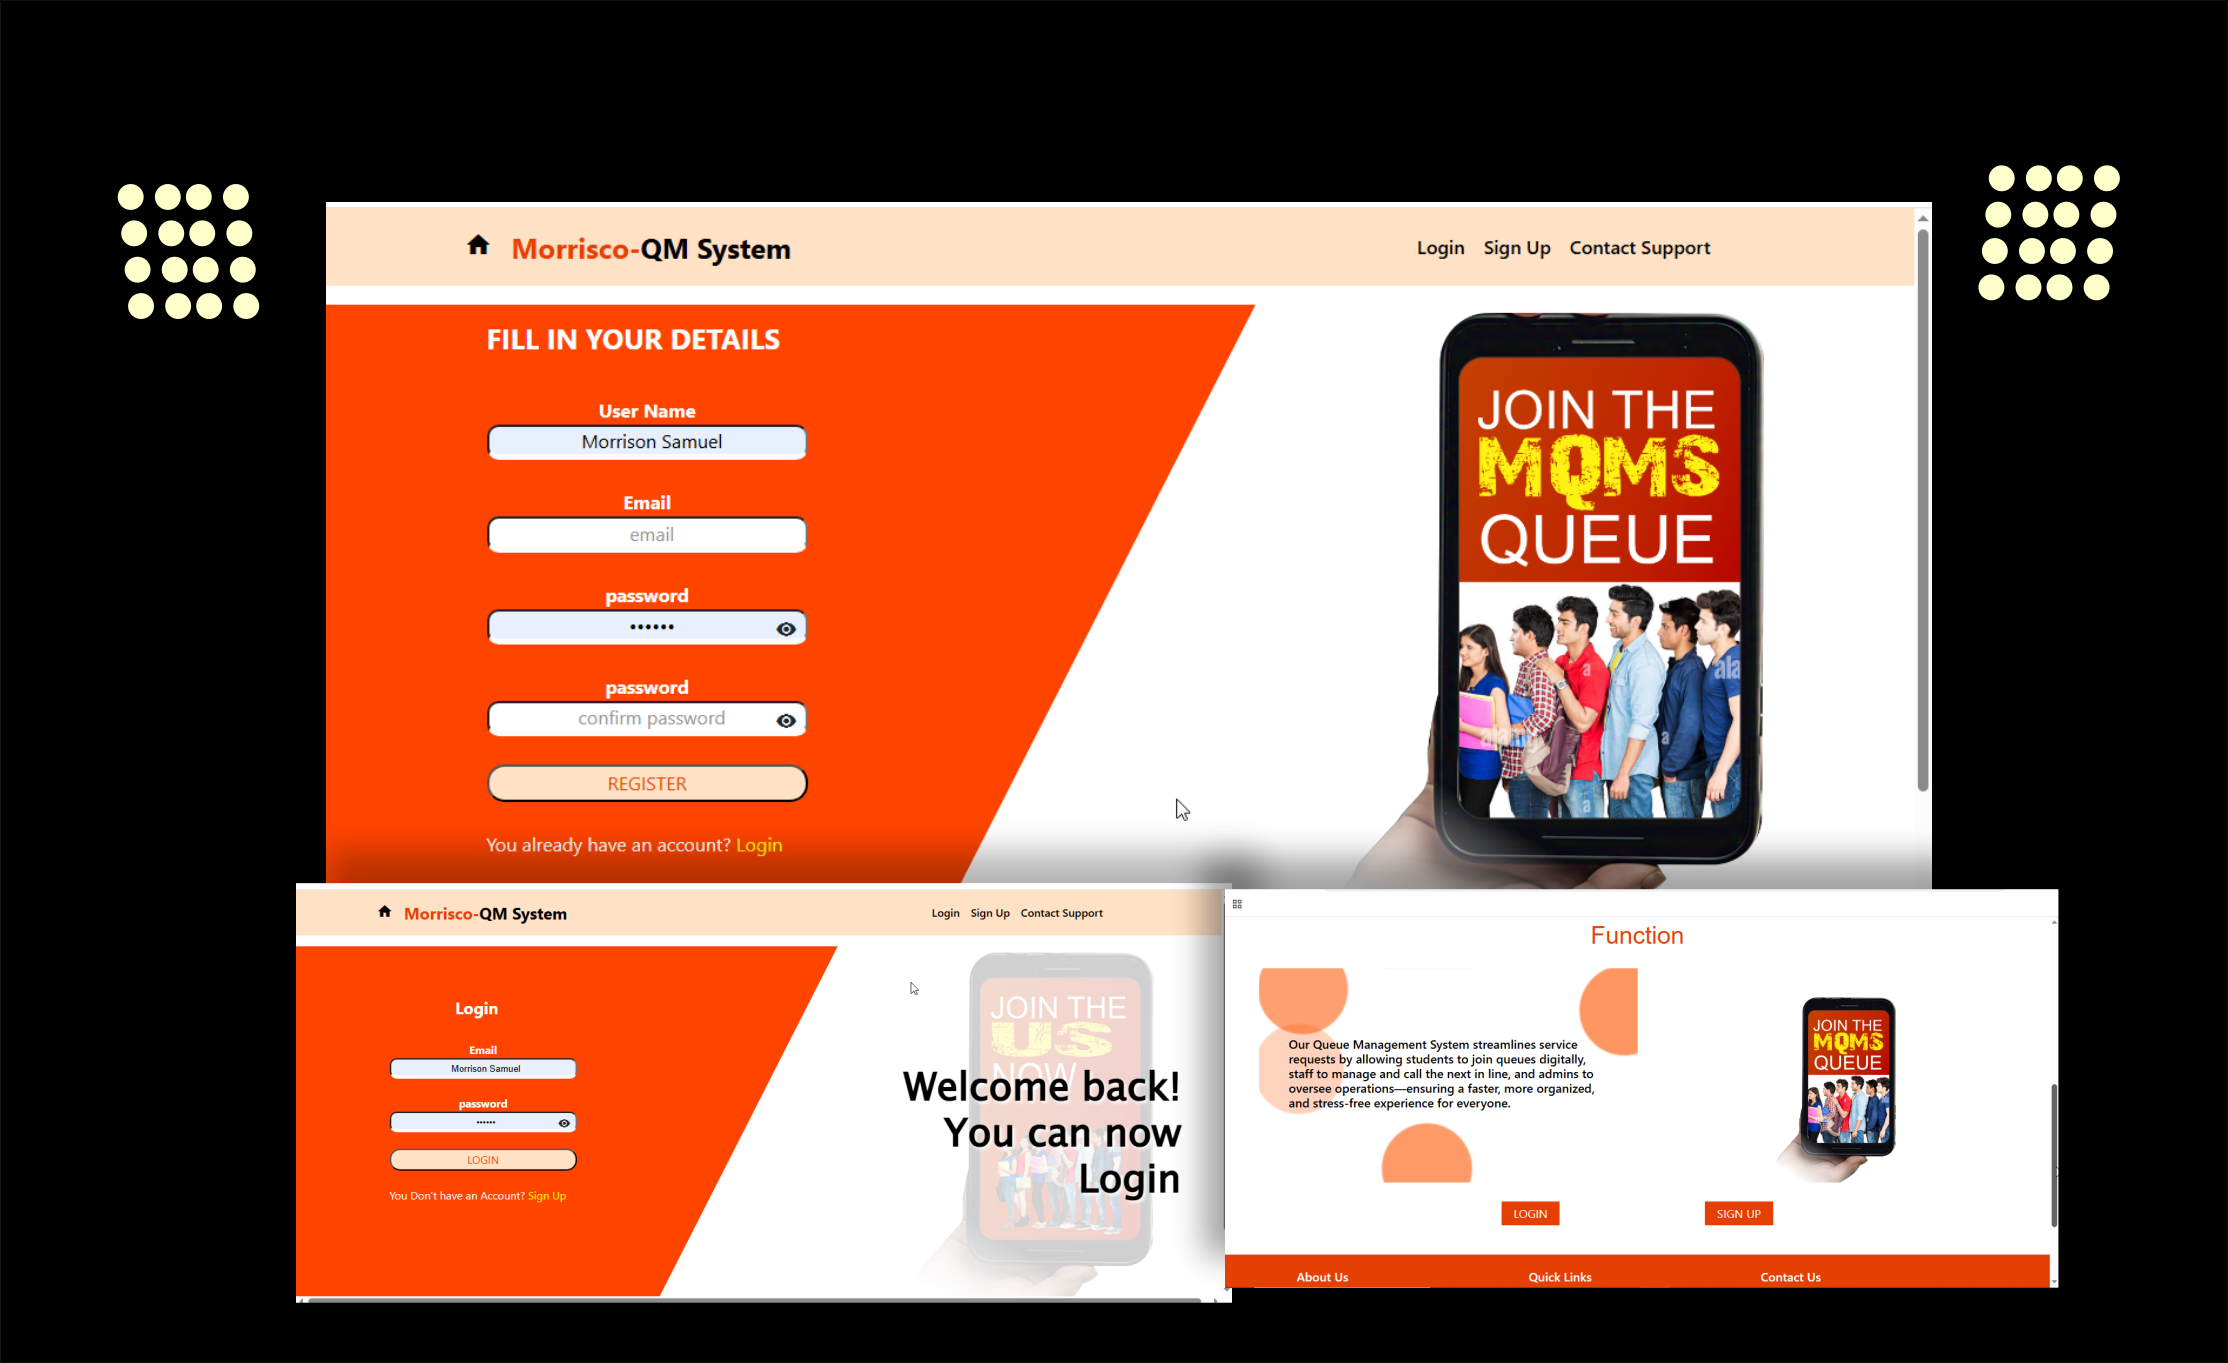 Morrisco-QM System
Login Sign Up Contact Support
FILL IN YOUR DETAILS
User Name
Morrison Samuel
Email
email
password
••••••
password
confirm password
REGISTER
You already have an account? Login
JOIN THE
MQMS
QUEUE
a
ala
alamy
a
a
Morrisco-QM System
Login Sign Up Contact Support
Login
Email
Morrison Samuel
password
••••••
LOGIN
You Don't have an Account? Sign Up
JOIN THE
US
NOW
Welcome back!
You can now
Login
Function
Our Queue Management System streamlines service
requests by allowing students to join queues digitally,
staff to manage and call the next in line, and admins to
oversee operations—ensuring a faster, more organized,
and stress-free experience for everyone.
JOIN THE
MQMS
QUEUE
LOGIN
SIGN UP
About Us
Quick Links
Contact Us